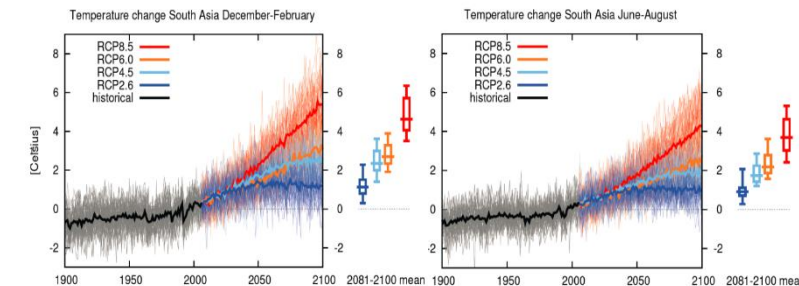 Temperature change South Asia December-February
[Celsius]
8
6
4
2
0
-2
RCP8.5
RCP6.0
RCP4.5
RCP2.6
historical
8
6
4
2
0
-2
1900 1950 2000 2050 2100 2081-2100 mean
Temperature change South Asia June-August
8
6
4
2
0
-2
RCP8.5
RCP6.0
RCP4.5
RCP2.6
historical
8
6
4
2
0
-2
1900 1950 2000 2050 2100 2081-2100 mea